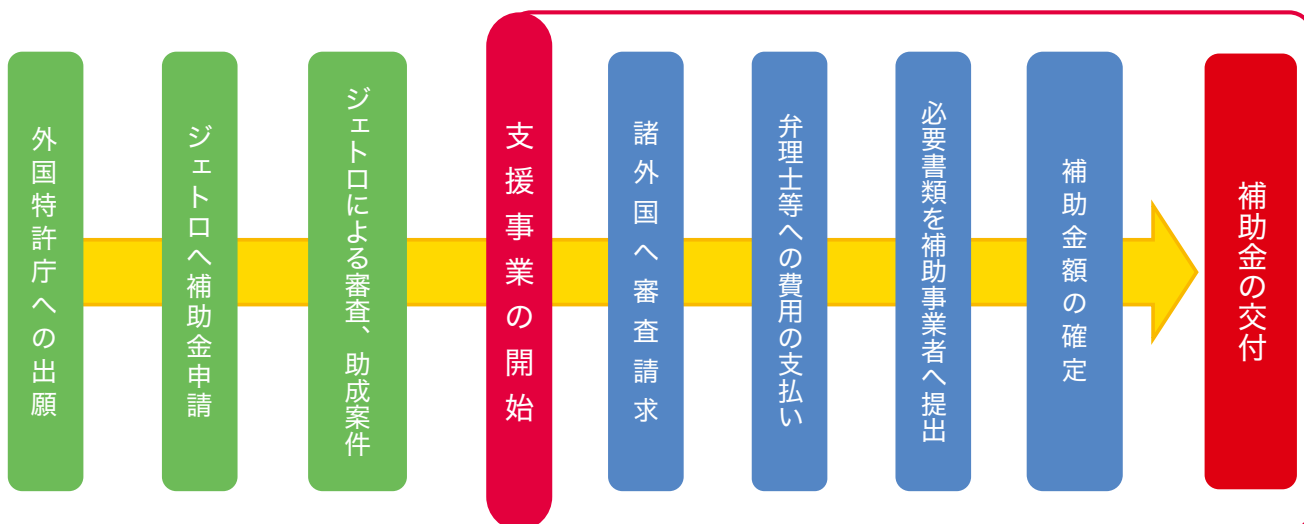 外国特許庁への出願
ジェトロへ補助金申請
ジェトロによる審査、助成案件
支援事業の開始
諸外国へ審査請求
弁理士等への費用の支払い
必要書類を補助事業者へ提出
補助金額の確定
補助金の交付